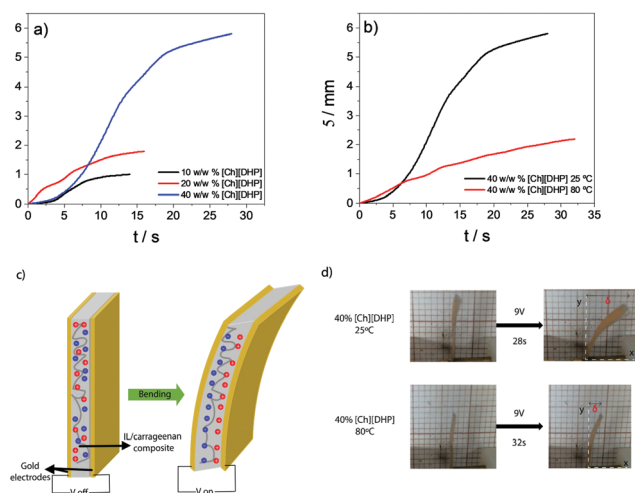 a)
6
5
4
3
2
1
0
10 w/w % [Ch][DHP]
20 w/w % [Ch][DHP]
40 w/w % [Ch][DHP]
0 5 10 15 20 25 30
t / s
b)
δ / mm
6
5
4
3
2
1
0
40 w/w % [Ch][DHP] 25 ºC
40 w/w % [Ch][DHP] 80 ºC
0 5 10 15 20 25 30 35
t / s
c)
Bending
IL/carrageenan
composite
Gold
electrodes
V off
V on
d)
40% [Ch][DHP]
25ºC
9V
28s
y
δ
x
40% [Ch][DHP]
80ºC
9V
32s
y
δ
x